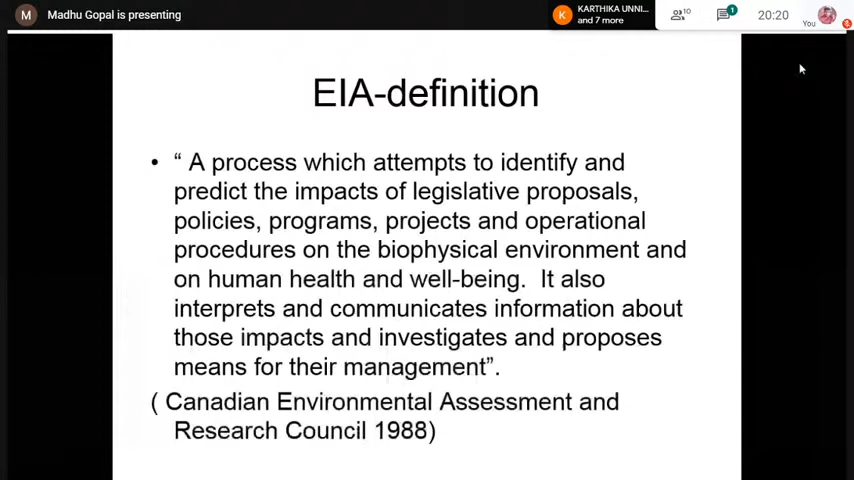 M Madhu Gopal is presenting
K KARTHIKA UNNI...
and 7 more
10
1
20:20
You
EIA-definition
• “ A process which attempts to identify and
predict the impacts of legislative proposals,
policies, programs, projects and operational
procedures on the biophysical environment and
on human health and well-being. It also
interprets and communicates information about
those impacts and investigates and proposes
means for their management”.
( Canadian Environmental Assessment and
Research Council 1988)